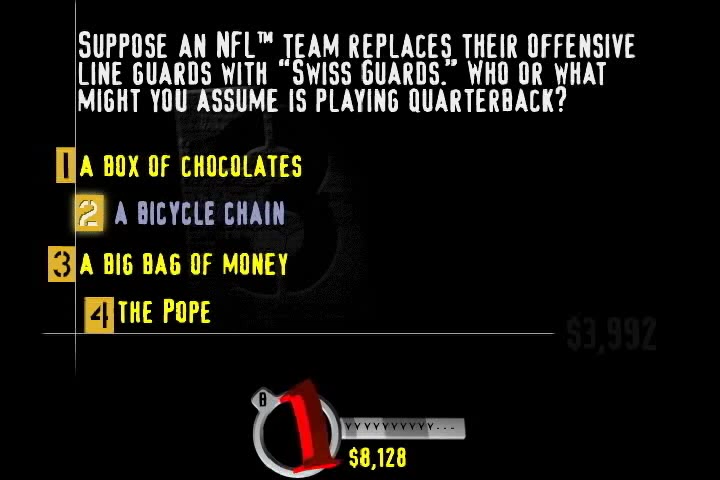 SUPPOSE AN NFL™ TEAM REPLACES THEIR OFFENSIVE
LINE GUARDS WITH "SWISS GUARDS." WHO OR WHAT
MIGHT YOU ASSUME IS PLAYING QUARTERBACK?
1 A BOX OF CHOCOLATES
2 A BICYCLE CHAIN
3 A BIG BAG OF MONEY
4 THE POPE
$3,992
B 1 YYYYYYYYYY...
$8,128